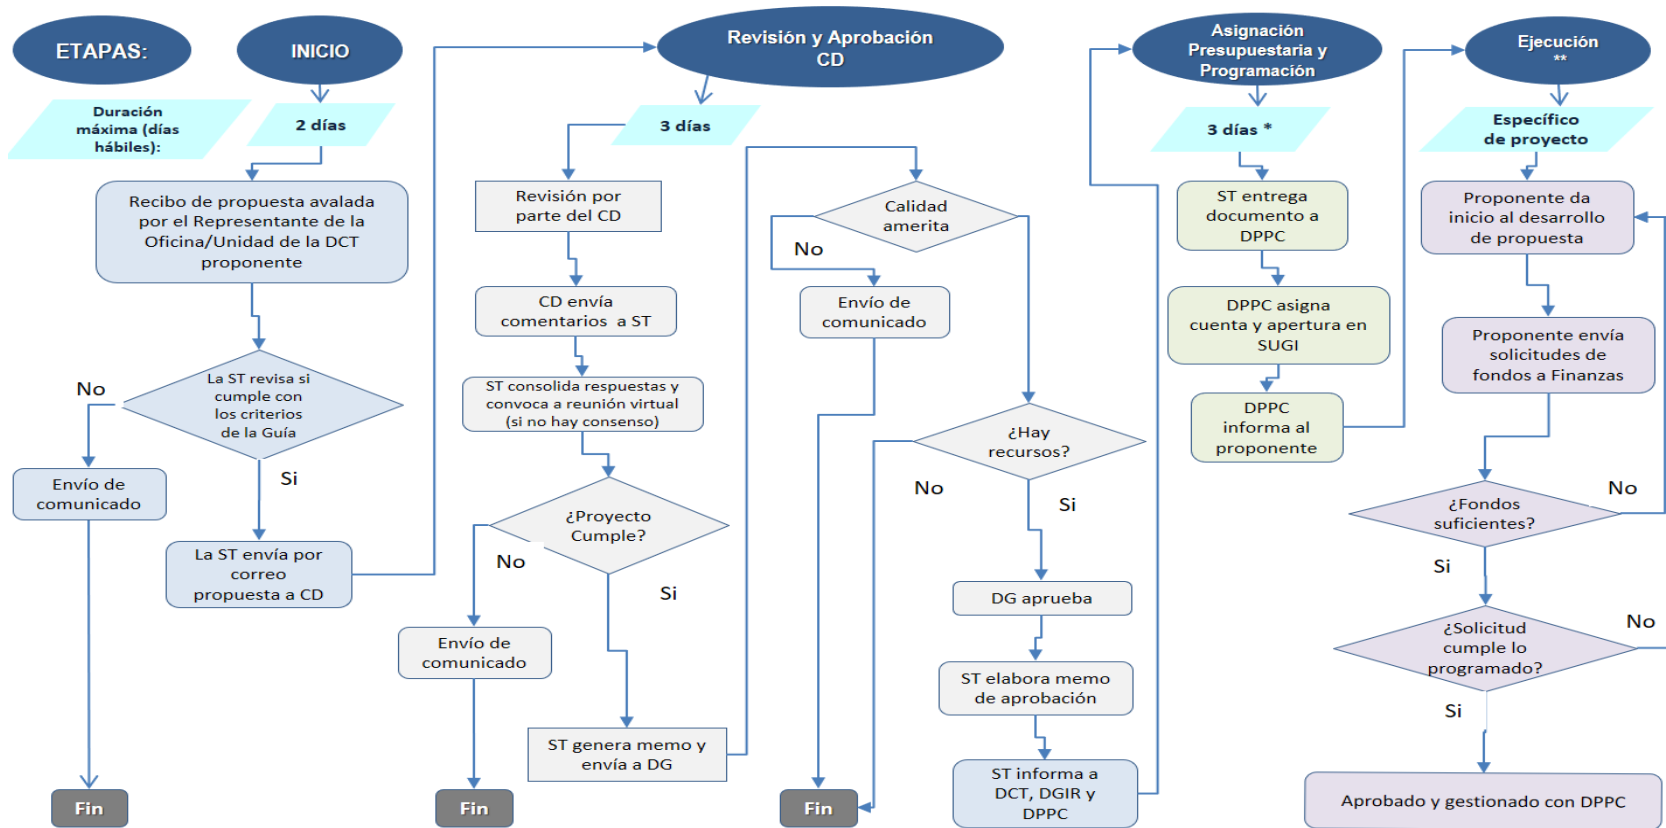 ETAPAS:
INICIO
Revisión y Aprobación
CD
Asignación
Presupuestaria y
Programación
Ejecución
**
Duración
máxima (días
hábiles):
2 días
3 días
3 días *
Específico
de proyecto
Recibo de propuesta avalada
por el Representante de la
Oficina/Unidad de la DCT
proponente
La ST revisa si
cumple con
los criterios
de la Guía
No
Si
Envío de
comunicado
La ST envía por
correo
propuesta a CD
Fin
Revisión por
parte del CD
CD envía
comentarios a ST
ST consolida respuestas y
convoca a reunión virtual
(si no hay consenso)
¿Proyecto
Cumple?
No
Si
Envío de
comunicado
ST genera memo y
envía a DG
Fin
Calidad
amerita
No
Envío de
comunicado
¿Hay
recursos?
No
Si
DG aprueba
ST elabora memo
de aprobación
ST informa a
DCT, DGIR y
DPPC
Fin
ST entrega
documento a
DPPC
DPPC asigna
cuenta y apertura en
SUGI
DPPC
informa al
proponente
Proponente da
inicio al desarrollo
de propuesta
Proponente envía
solicitudes de
fondos a Finanzas
¿Fondos
suficientes?
No
Si
¿Solicitud
cumple lo
programado?
No
Si
Aprobado y gestionado con DPPC